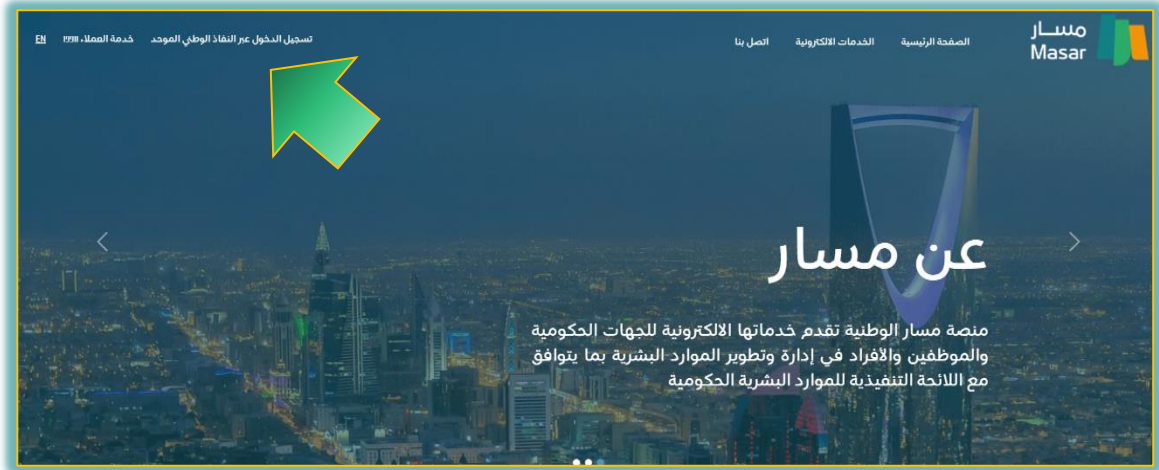 مسـار
Masar
الصفحة الرئيسية
الخدمات الالكترونية
اتصل بنا
تسجيل الدخول عبر النفاذ الوطني الموحد
خدمة العملاء
EN
عن مسار
منصة مسار الوطنية تقدم خدماتها الالكترونية للجهات الحكومية
والموظفين والأفراد في إدارة وتطوير الموارد البشرية بما يتوافق
مع اللائحة التنفيذية للموارد البشرية الحكومية